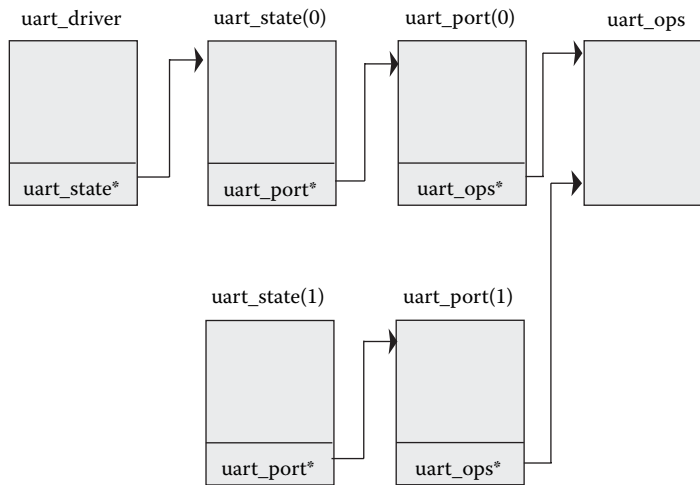 uart_driver
uart_state(0)
uart_port(0)
uart_ops
uart_state*
uart_port*
uart_ops*
uart_state(1)
uart_port(1)
uart_port*
uart_ops*